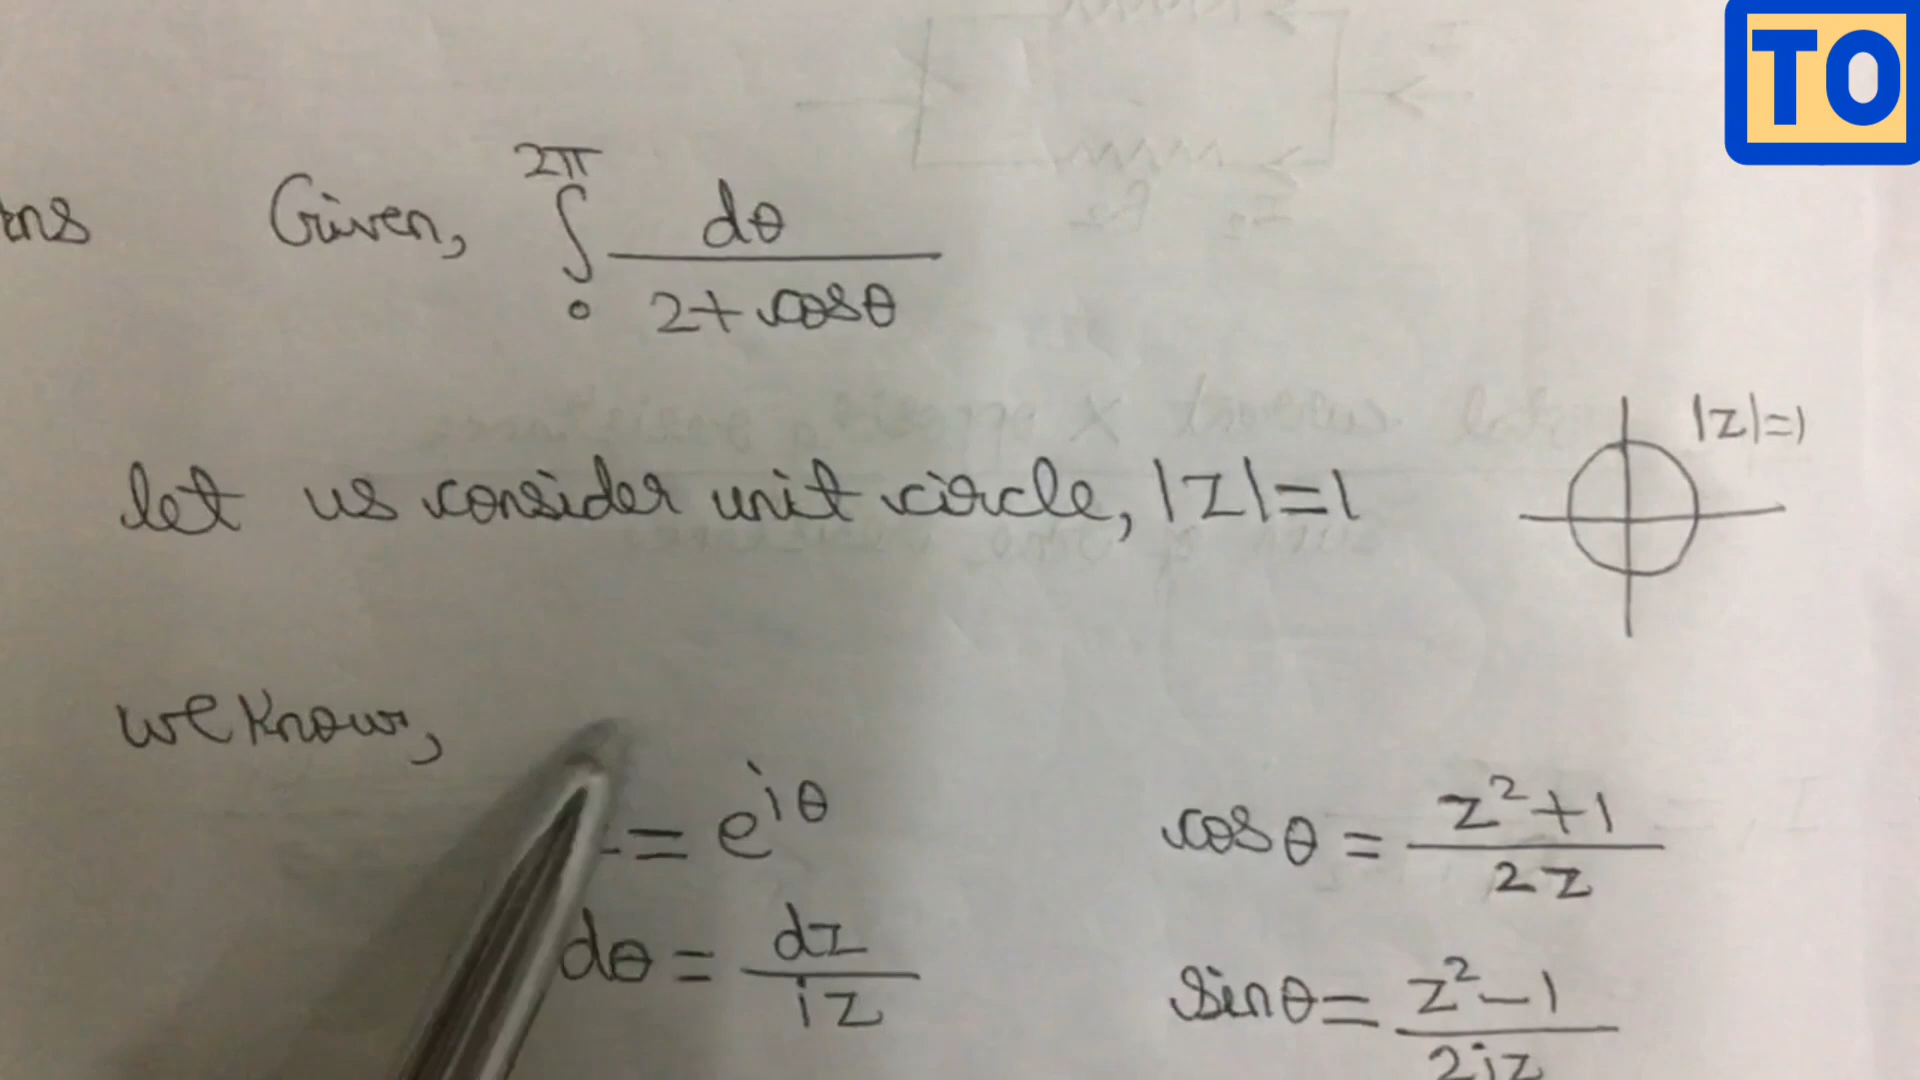 TO
Given, ∫₀^2π dθ / 2+cosθ
let us consider unit circle, |z|=1
|z|=1
we know,
= e^iθ
cosθ = z²+1 / 2z
dθ = dz / iz
sinθ = z²-1 / 2iz